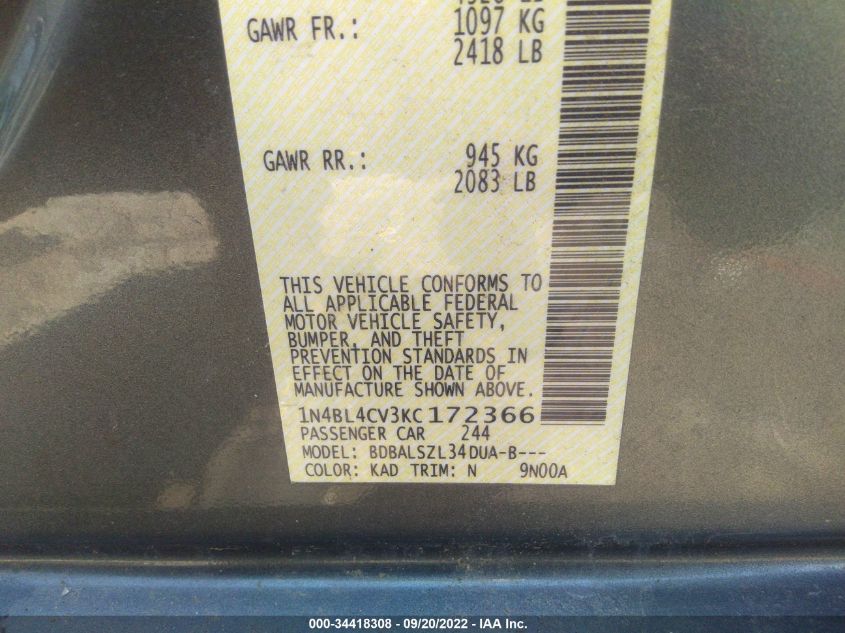 GAWR FR.: 1097 KG
2418 LB
GAWR RR.: 945 KG
2083 LB
THIS VEHICLE CONFORMS TO
ALL APPLICABLE FEDERAL
MOTOR VEHICLE SAFETY,
BUMPER, AND THEFT
PREVENTION STANDARDS IN
EFFECT ON THE DATE OF
MANUFACTURE SHOWN ABOVE.
1N4BL4CV3KC172366
PASSENGER CAR 244
MODEL: BDBALSZL34DUA-B---
COLOR: KAD TRIM: N 9N00A
000-34418308 - 09/20/2022 - IAA Inc.